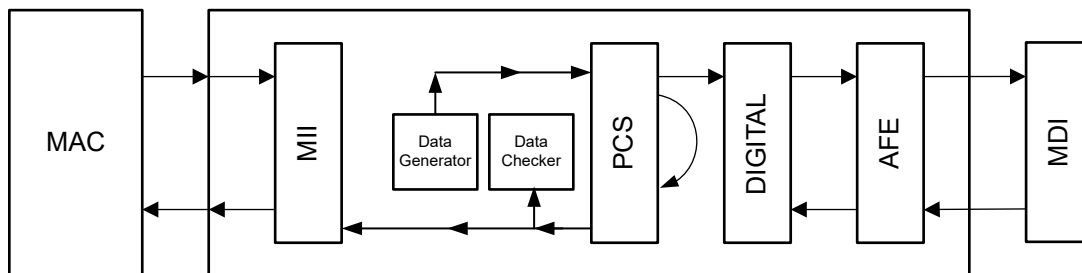 MAC
MII
Data
Generator
Data
Checker
PCS
DIGITAL
AFE
MDI